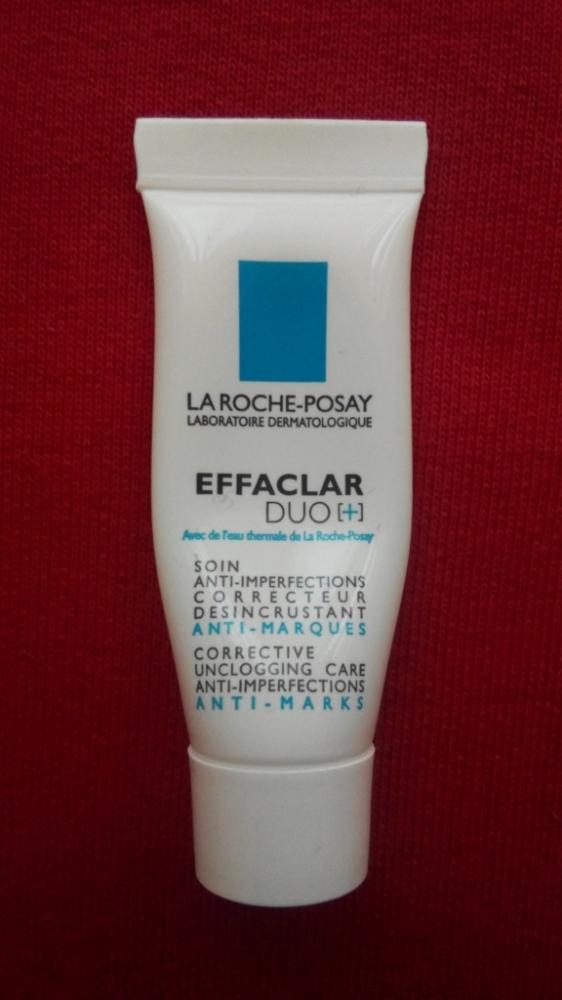 LA ROCHE-POSAY
LABORATOIRE DERMATOLOGIQUE
EFFACLAR
DUO [+]
Avec de l'eau thermale de La Roche-Posay
SOIN
ANTI-IMPERFECTIONS
CORRECTEUR
DESINCRUSTANT
ANTI-MARQUES
CORRECTIVE
UNCLOGGING CARE
ANTI-IMPERFECTIONS
ANTI-MARKS